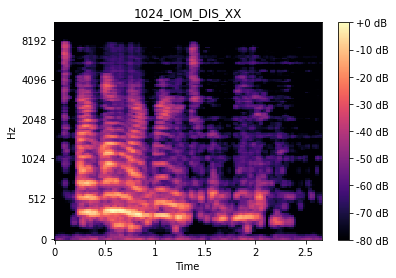 1024_IOM_DIS_XX
8192
4096
2048
1024
512
0
Hz
0
0.5
1
1.5
2
2.5
Time
+0 dB
-10 dB
-20 dB
-30 dB
-40 dB
-50 dB
-60 dB
-70 dB
-80 dB